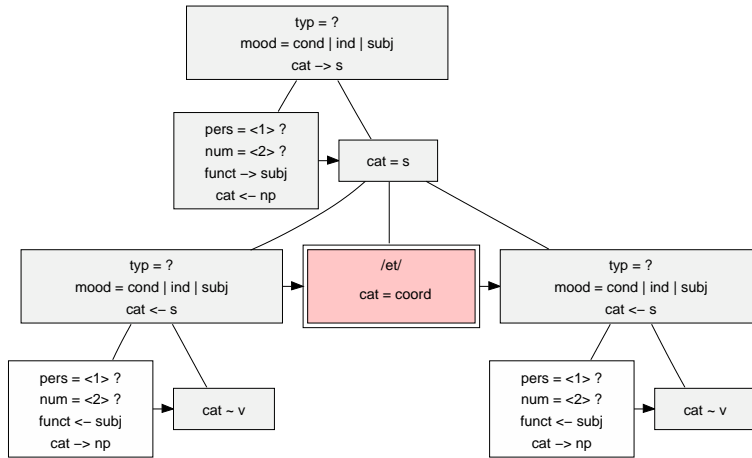 typ = ?
mood = cond | ind | subj
cat −> s
pers = <1> ?
num = <2> ?
funct −> subj
cat <− np
cat = s
typ = ?
mood = cond | ind | subj
cat <− s
/et/
cat = coord
typ = ?
mood = cond | ind | subj
cat <− s
pers = <1> ?
num = <2> ?
funct <− subj
cat −> np
cat ~ v
pers = <1> ?
num = <2> ?
funct <− subj
cat −> np
cat ~ v